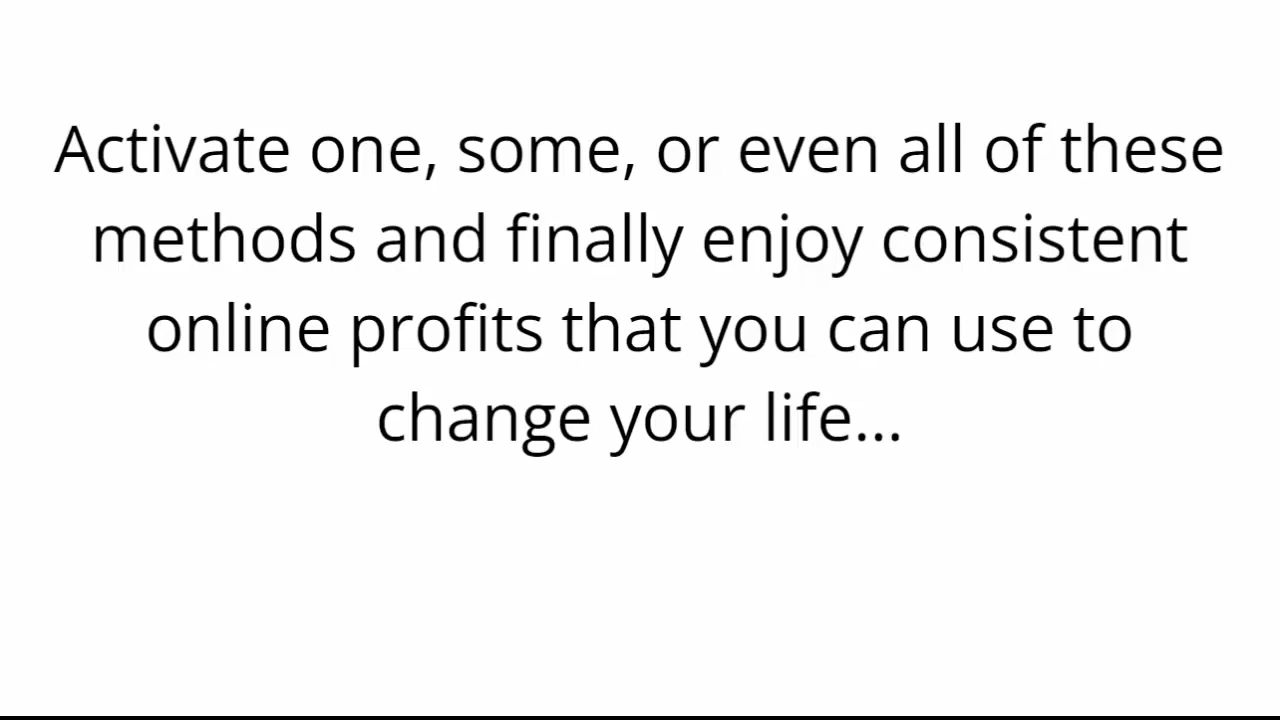 Activate one, some, or even all of these
methods and finally enjoy consistent
online profits that you can use to
change your life...